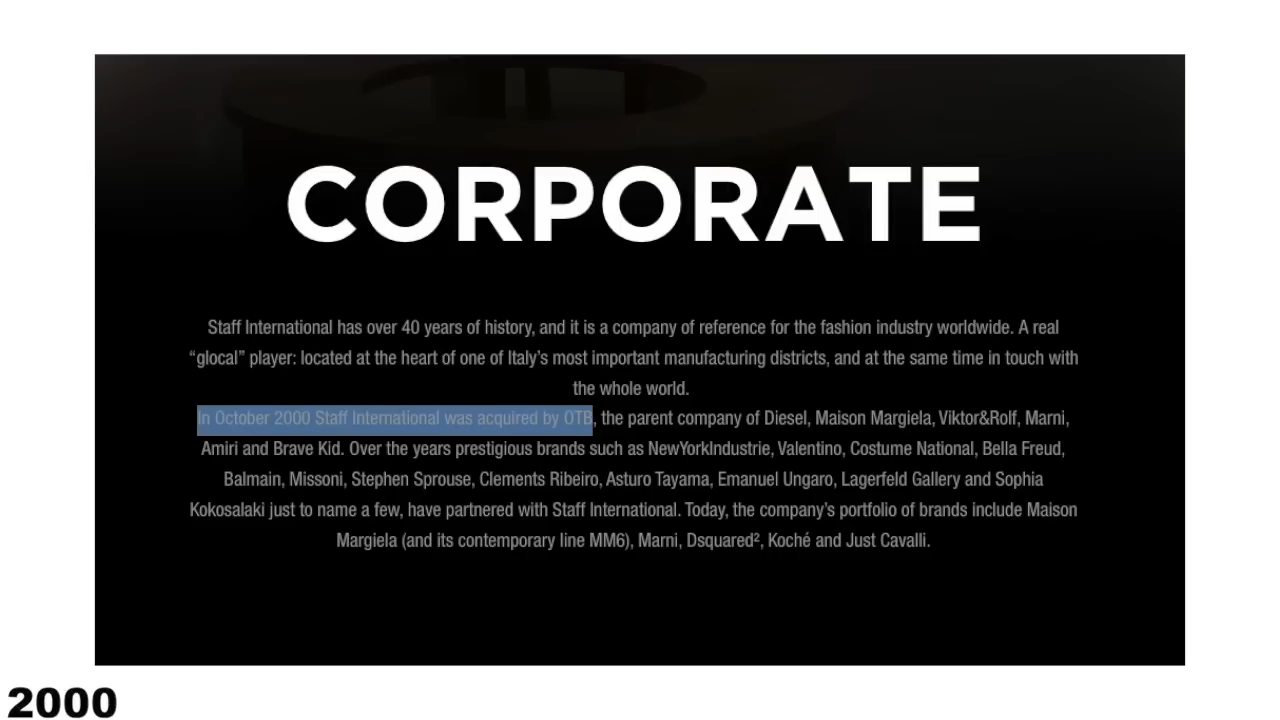 CORPORATE
Staff International has over 40 years of history, and it is a company of reference for the fashion industry worldwide. A real
“glocal” player: located at the heart of one of Italy’s most important manufacturing districts, and at the same time in touch with
the whole world.
In October 2000 Staff International was acquired by OTB, the parent company of Diesel, Maison Margiela, Viktor&Rolf, Marni,
Amiri and Brave Kid. Over the years prestigious brands such as NewYorkIndustrie, Valentino, Costume National, Bella Freud,
Balmain, Missoni, Stephen Sprouse, Clements Ribeiro, Asturo Tayama, Emanuel Ungaro, Lagerfeld Gallery and Sophia
Kokosalaki just to name a few, have partnered with Staff International. Today, the company’s portfolio of brands include Maison
Margiela (and its contemporary line MM6), Marni, Dsquared², Koché and Just Cavalli.
2000